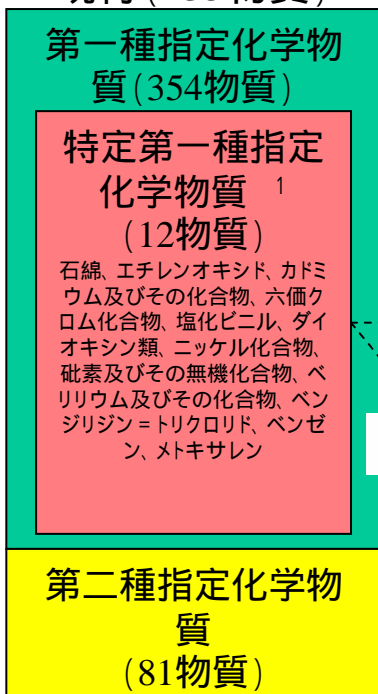 第一種指定化学物
質(354物質)
特定第一種指定
化学物質 1
(12物質)
石綿、エチレンオキシド、カドミ
ウム及びその化合物、六価ク
ロム化合物、塩化ビニル、ダイ
オキシン類、ニッケル化合物、
砒素及びその無機化合物、ベ
リリウム及びその化合物、ベン
ジリジン=トリクロリド、ベンゼ
ン、メトキサレン
第二種指定化学物
質
(81物質)